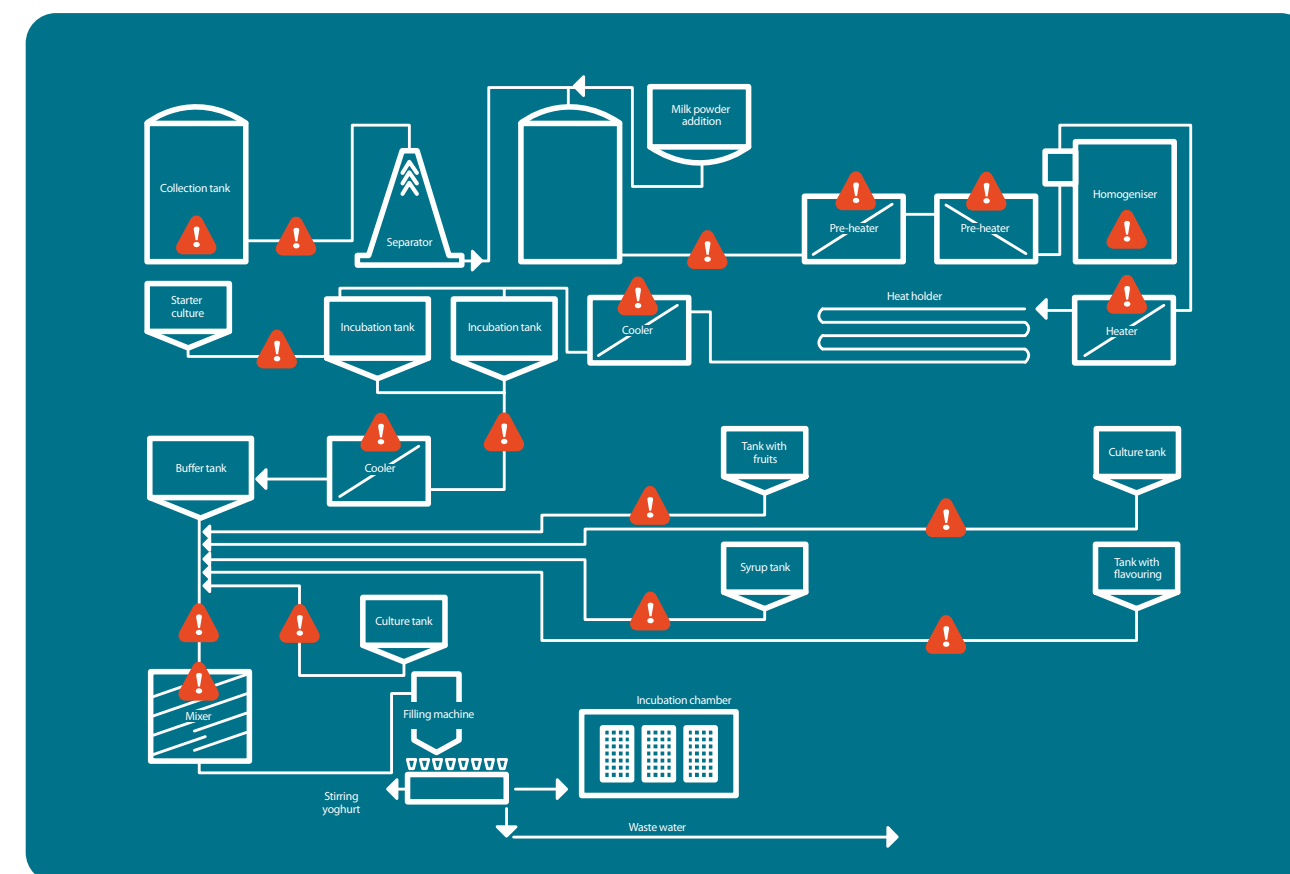 Milk powder
addition
Collection tank
Separator
Pre-heater
Pre-heater
Homogeniser
Starter
culture
Incubation tank
Incubation tank
Cooler
Heat holder
Heater
Buffer tank
Cooler
Tank with
fruits
Culture tank
Syrup tank
Tank with
flavouring
Culture tank
Mixer
Filling machine
Incubation chamber
Stirring
yoghurt
Waste water